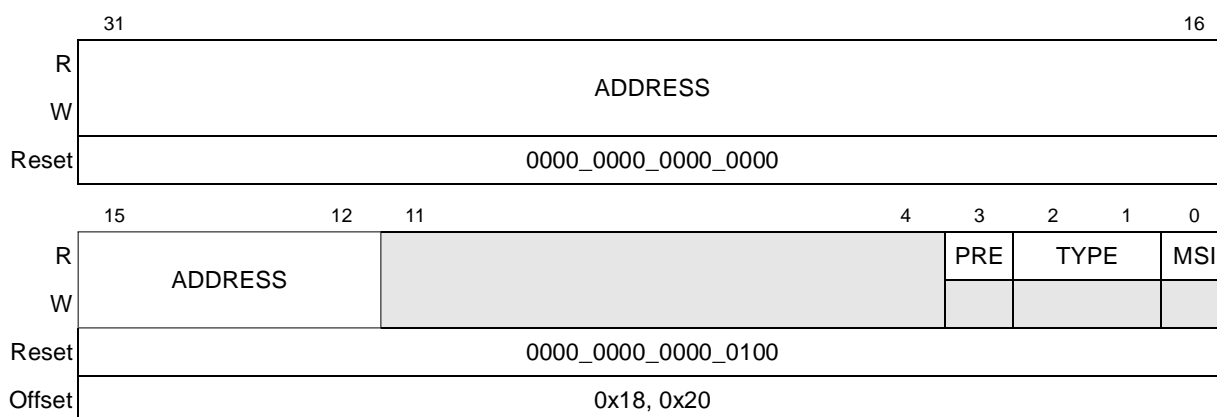 31 16
R
ADDRESS
W
Reset 0000_0000_0000_0000
15 12 11 4 3 2 1 0
R PRE TYPE MSI
ADDRESS
W
Reset 0000_0000_0000_0100
Offset 0x18, 0x20